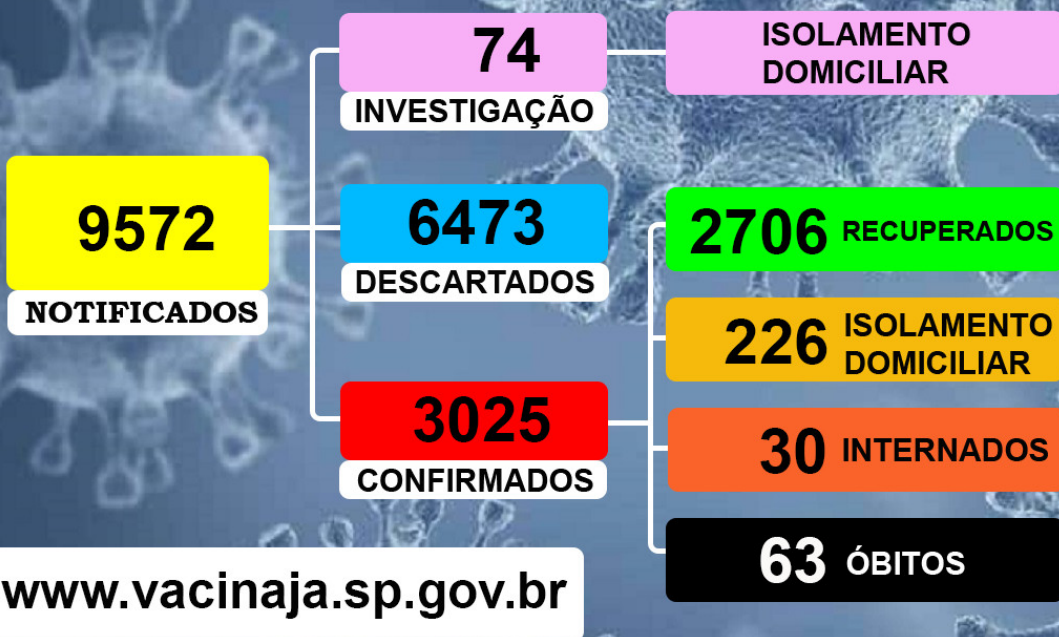 9572
NOTIFICADOS
74
INVESTIGAÇÃO
ISOLAMENTO
DOMICILIAR
6473
DESCARTADOS
3025
CONFIRMADOS
2706 RECUPERADOS
226 ISOLAMENTO
DOMICILIAR
30 INTERNADOS
63 ÓBITOS
www.vacinaja.sp.gov.br